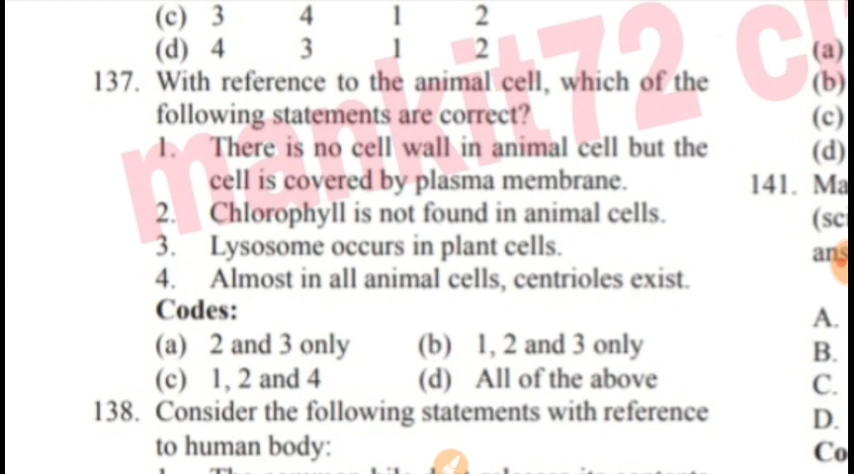 (c) 3 4 1 2
(d) 4 3 1 2
137. With reference to the animal cell, which of the
following statements are correct?
1. There is no cell wall in animal cell but the
cell is covered by plasma membrane.
2. Chlorophyll is not found in animal cells.
3. Lysosome occurs in plant cells.
4. Almost in all animal cells, centrioles exist.
Codes:
(a) 2 and 3 only (b) 1, 2 and 3 only
(c) 1, 2 and 4 (d) All of the above
138. Consider the following statements with reference
to human body:
(a)
(b)
(c)
(d)
141. Ma
(sc
ans
A.
B.
C.
D.
Co
mankit72 c